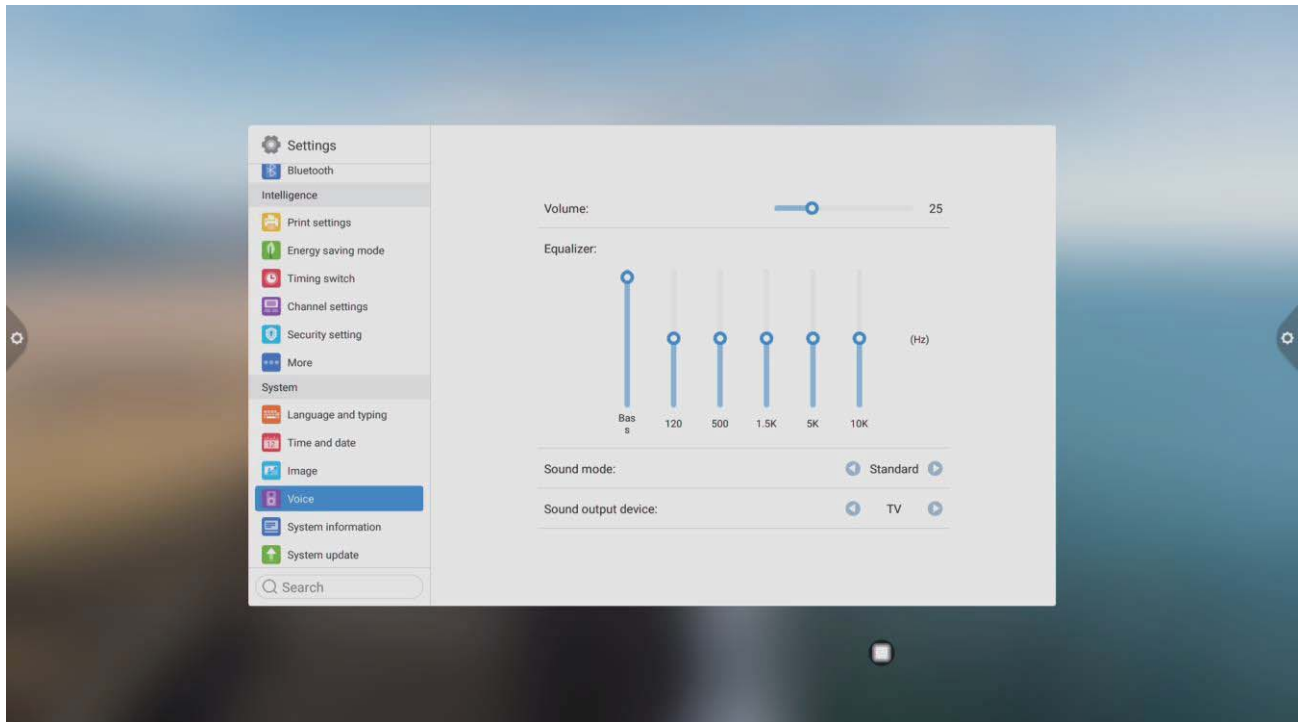 Settings
Bluetooth
Intelligence
Print settings
Energy saving mode
Timing switch
Channel settings
Security setting
More
System
Language and typing
12
Time and date
Image
Voice
System information
System update
Search
Volume:
25
Equalizer:
(Hz)
Bas
s
120 500 1.5K 5K 10K
Sound mode:
Standard
Sound output device:
TV